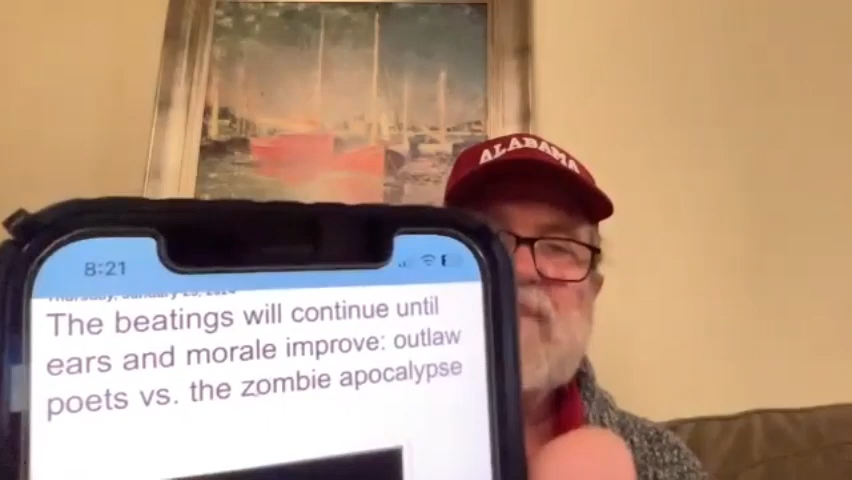 ALABAMA
8:21
The beatings will continue until
ears and morale improve: outlaw
poets vs. the zombie apocalypse